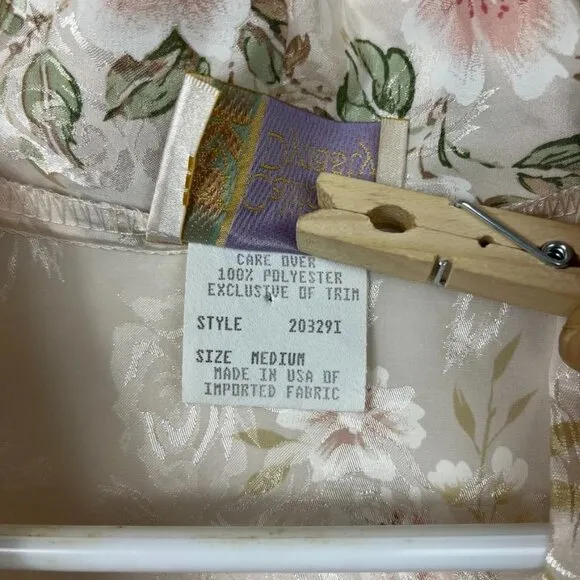 CARE OVER
100% POLYESTER
EXCLUSIVE OF TRIM
STYLE 20329I
SIZE MEDIUM
MADE IN USA OF
IMPORTED FABRIC